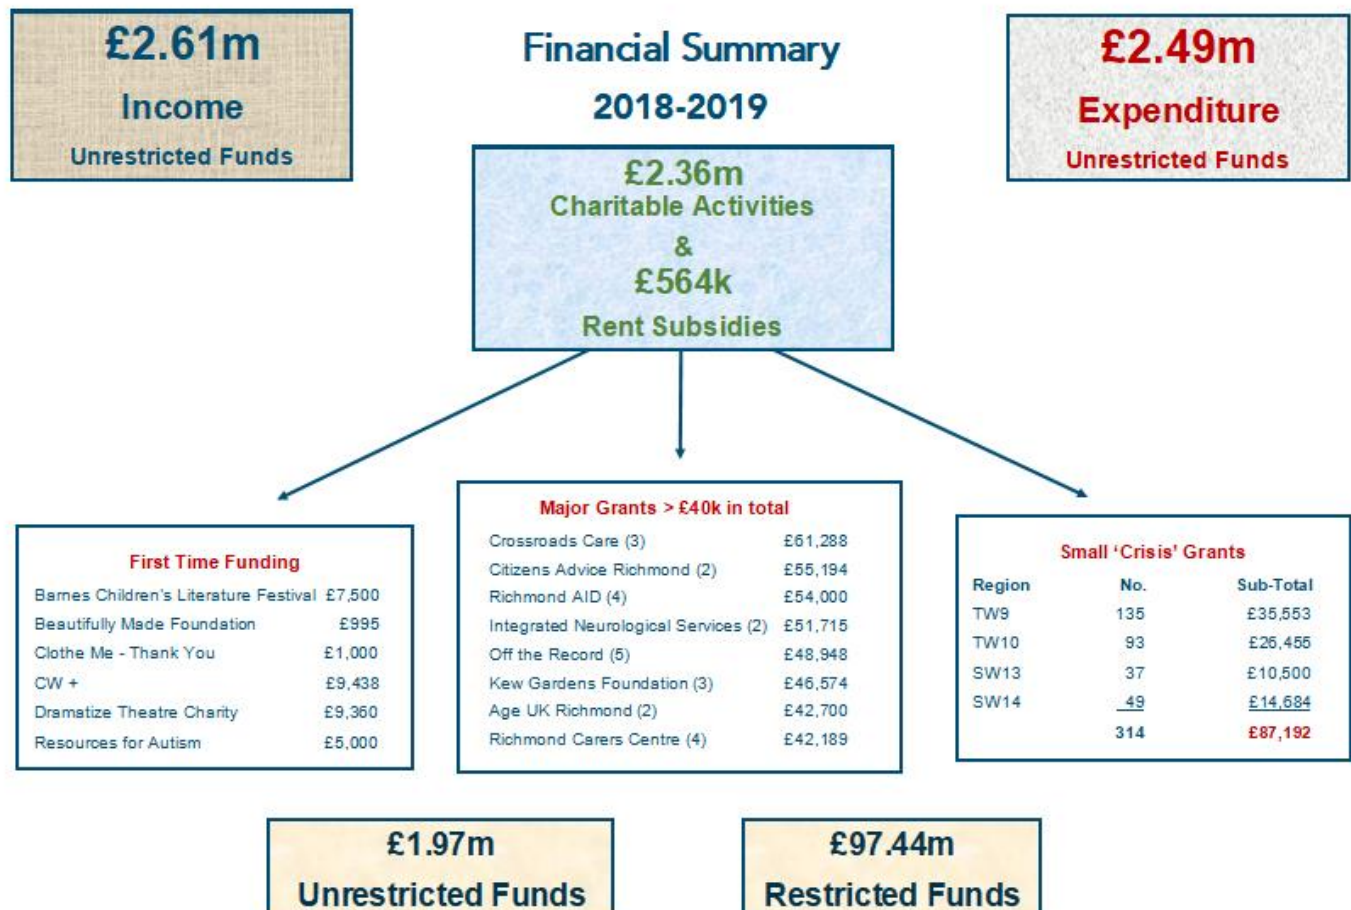 £2.61m
Income
Unrestricted Funds
Financial Summary
2018-2019
£2.49m
Expenditure
Unrestricted Funds
£2.36m
Charitable Activities
&
£564k
Rent Subsidies
First Time Funding
Barnes Children's Literature Festival £7,500
Beautifully Made Foundation £995
Clothe Me - Thank You £1,000
CW + £9,438
Dramatize Theatre Charity £9,360
Resources for Autism £5,000
Major Grants > £40k in total
Crossroads Care (3) £61,288
Citizens Advice Richmond (2) £55,194
Richmond AID (4) £54,000
Integrated Neurological Services (2) £51,715
Off the Record (5) £48,948
Kew Gardens Foundation (3) £46,574
Age UK Richmond (2) £42,700
Richmond Carers Centre (4) £42,189
Small 'Crisis' Grants
Region No. Sub-Total
TW9 135 £35,553
TW10 93 £26,455
SW13 37 £10,500
SW14 49 £14,684
314 £87,192
£1.97m
Unrestricted Funds
£97.44m
Restricted Funds